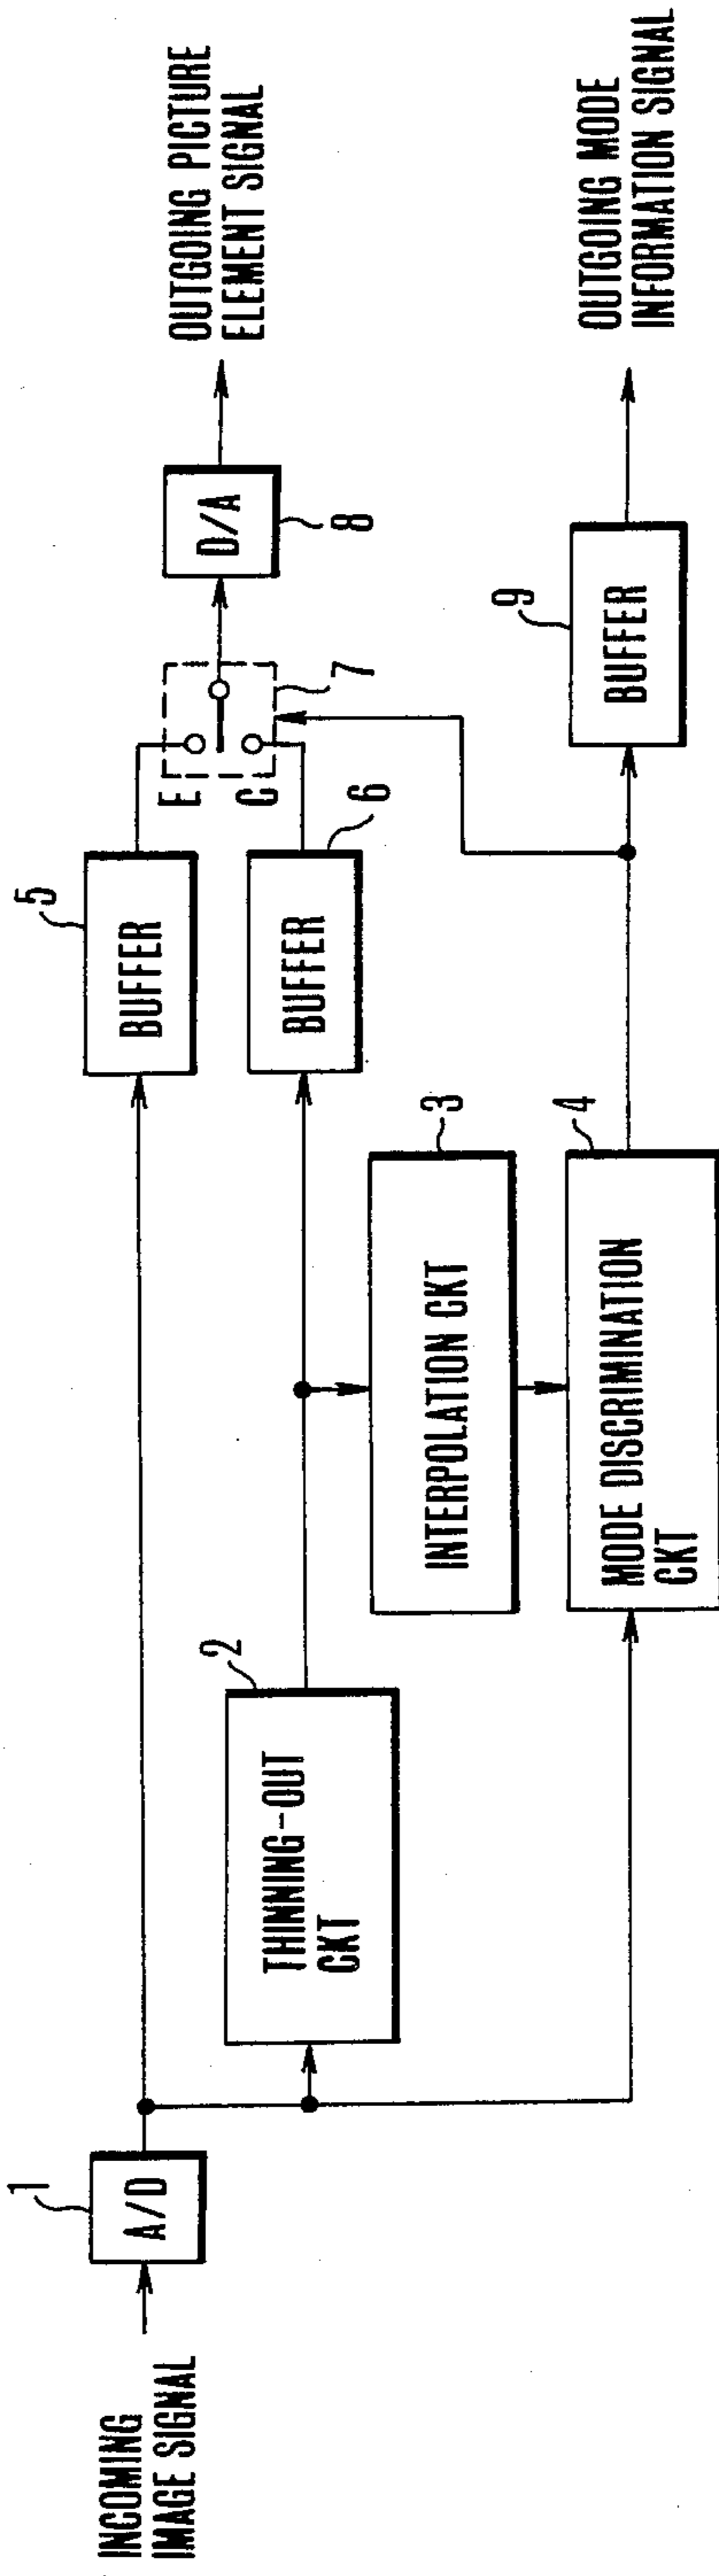 INCOMING
IMAGE SIGNAL
1
A/D
THINNING-OUT
CKT
2
INTERPOLATION CKT
3
MODE DISCRIMINATION
CKT
4
BUFFER
5
BUFFER
6
E
C
7
D/A
8
BUFFER
9
OUTGOING PICTURE
ELEMENT SIGNAL
OUTGOING MODE
INFORMATION SIGNAL